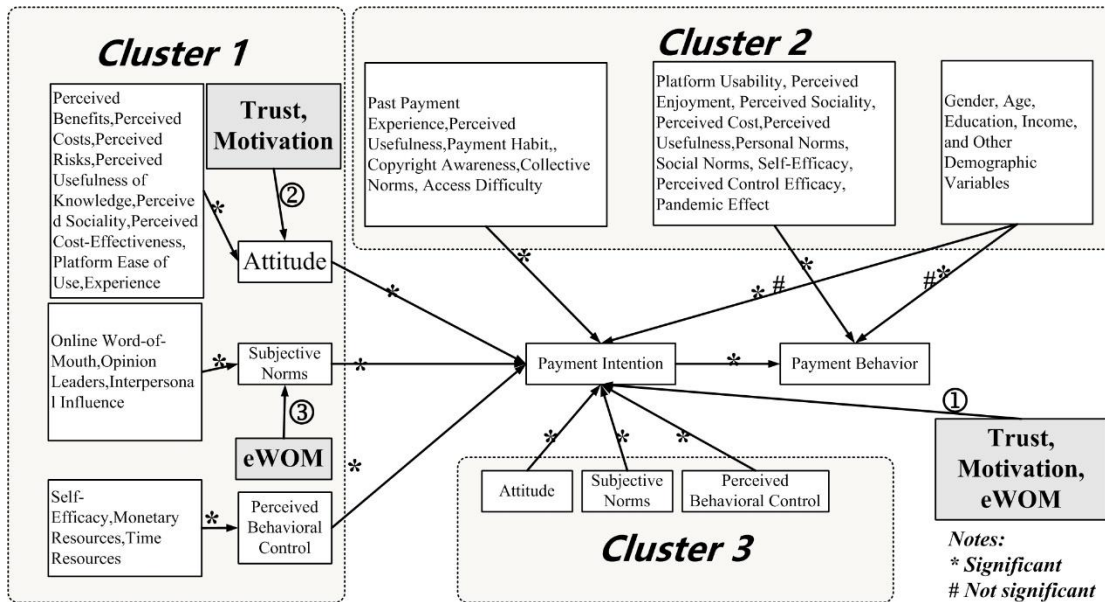 Cluster 1
Perceived
Benefits,Perceived
Costs,Perceived
Risks,Perceived
Usefulness of
Knowledge,Perceive
d Sociality,Perceived
Cost-Effectiveness,
Platform Ease of
Use,Experience
Trust,
Motivation
②
*
Attitude
*
Online Word-of-
Mouth,Opinion
Leaders,Interpersona
l Influence
*
Subjective
Norms
*
③
eWOM
*
Self-
Efficacy,Monetary
Resources,Time
Resources
*
Perceived
Behavioral
Control
Cluster 2
Past Payment
Experience,Perceived
Usefulness,Payment Habit,,
Copyright Awareness,Collective
Norms, Access Difficulty
Platform Usability, Perceived
Enjoyment, Perceived Sociality,
Perceived Cost,Perceived
Usefulness,Personal Norms,
Social Norms, Self-Efficacy,
Perceived Control Efficacy,
Pandemic Effect
Gender, Age,
Education, Income,
and Other
Demographic
Variables
*
*
* #
#*
Payment Intention
*
Payment Behavior
①
Trust,
Motivation,
eWOM
*
*
*
Attitude
Subjective
Norms
Perceived
Behavioral Control
Cluster 3
Notes:
* Significant
# Not significant